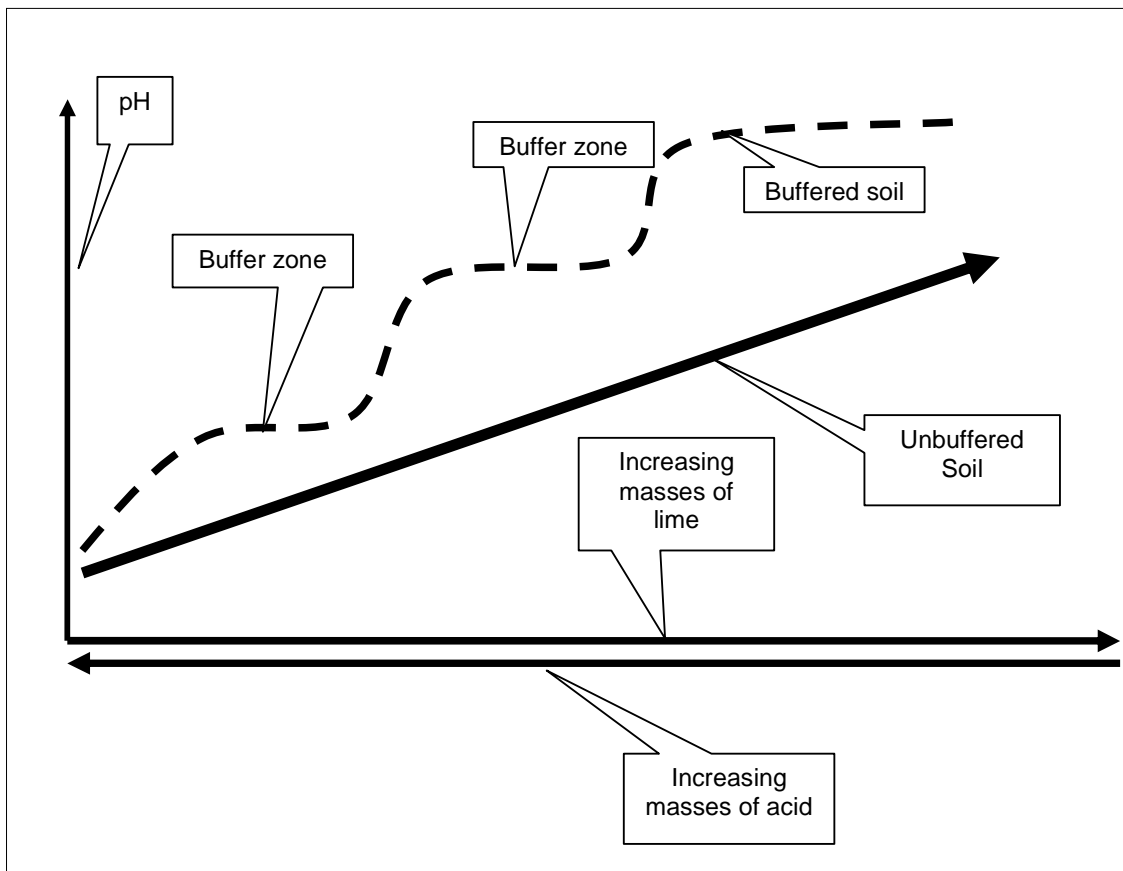 pH
Buffer zone
Buffered soil
Buffer zone
Unbuffered
Soil
Increasing
masses of
lime
Increasing
masses of acid